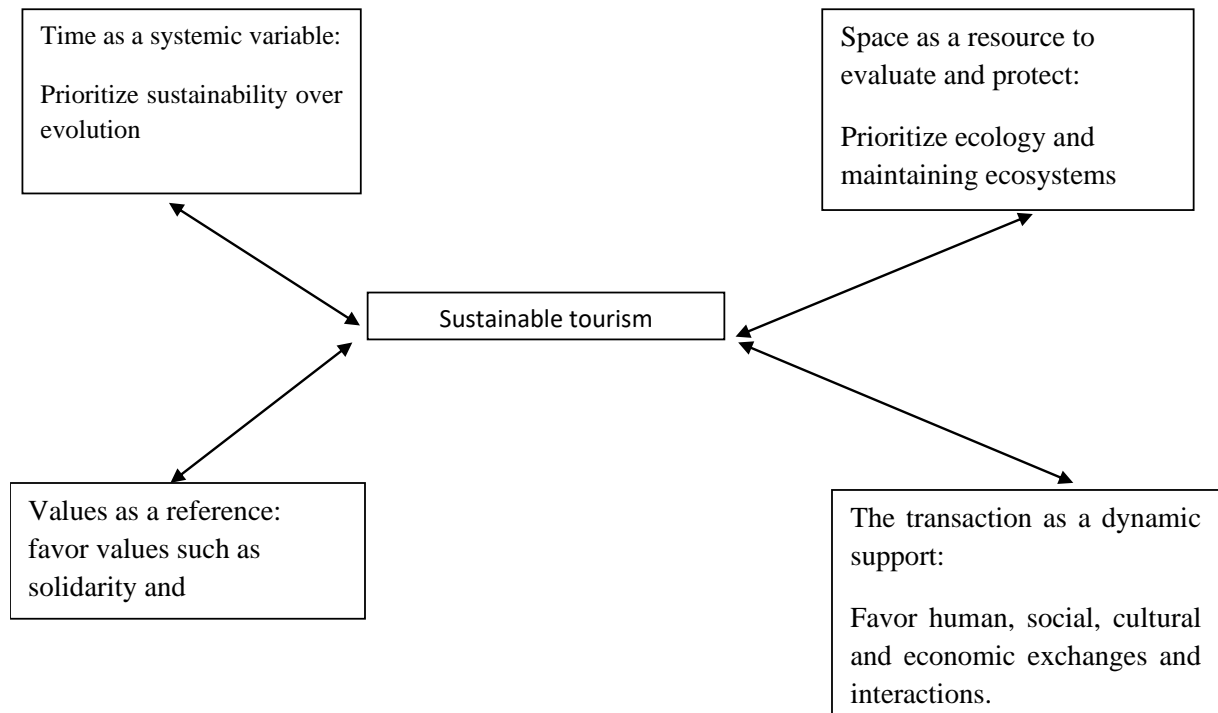 Time as a systemic variable:
Prioritize sustainability over
evolution
Space as a resource to
evaluate and protect:
Prioritize ecology and
maintaining ecosystems
Sustainable tourism
Values as a reference:
favor values such as
solidarity and
The transaction as a dynamic
support:
Favor human, social, cultural
and economic exchanges and
interactions.